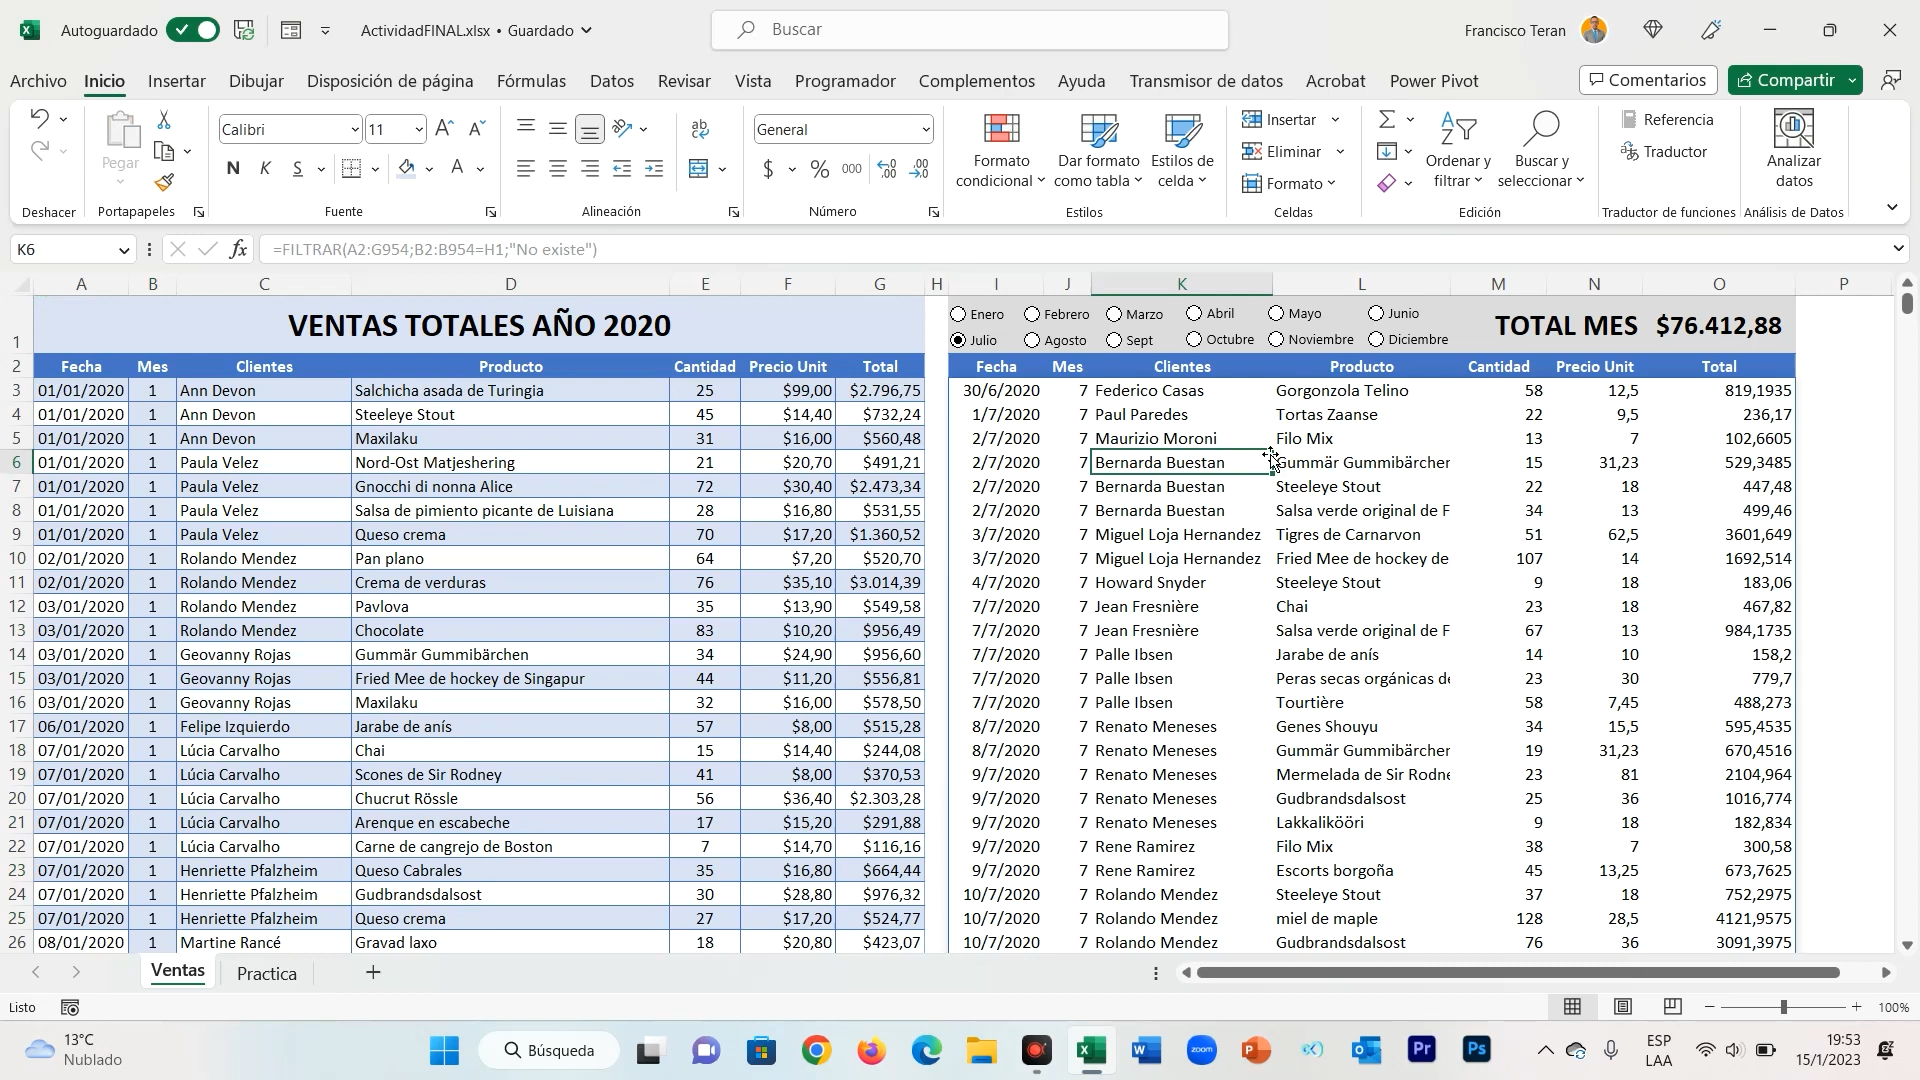 Autoguardado ActividadFINAL.xlsx • Guardado Buscar Francisco Teran
Archivo Inicio Insertar Dibujar Disposición de página Fórmulas Datos Revisar Vista Programador Complementos Ayuda Transmisor de datos Acrobat Power Pivot Comentarios Compartir
Pegar Calibri 11 N K S General $ % 000
Formato condicional Dar formato como tabla Estilos de celda
Insertar Eliminar Formato
Ordenar y filtrar Buscar y seleccionar
Referencia Traductor
Analizar datos
Deshacer Portapapeles Fuente Alineación Número Estilos Celdas Edición Traductor de funciones Análisis de Datos
K6 fx =FILTRAR(A2:G954;B2:B954=H1;"No existe")
A B C D E F G H I J K L M N O P
1 VENTAS TOTALES AÑO 2020
Enero Febrero Marzo Abril Mayo Junio
Julio Agosto Sept Octubre Noviembre Diciembre
TOTAL MES $76.412,88
2 Fecha Mes Clientes Producto Cantidad Precio Unit Total Fecha Mes Clientes Producto Cantidad Precio Unit Total
3 01/01/2020 1 Ann Devon Salchicha asada de Turingia 25 $99,00 $2.796,75 30/6/2020 7 Federico Casas Gorgonzola Telino 58 12,5 819,1935
4 01/01/2020 1 Ann Devon Steeleye Stout 45 $14,40 $732,24 1/7/2020 7 Paul Paredes Tortas Zaanse 22 9,5 236,17
5 01/01/2020 1 Ann Devon Maxilaku 31 $16,00 $560,48 2/7/2020 7 Maurizio Moroni Filo Mix 13 7 102,6605
6 01/01/2020 1 Paula Velez Nord-Ost Matjeshering 21 $20,70 $491,21 2/7/2020 7 Bernarda Buestan Gummär Gummibärcher 15 31,23 529,3485
7 01/01/2020 1 Paula Velez Gnocchi di nonna Alice 72 $30,40 $2.473,34 2/7/2020 7 Bernarda Buestan Steeleye Stout 22 18 447,48
8 01/01/2020 1 Paula Velez Salsa de pimiento picante de Luisiana 28 $16,80 $531,55 2/7/2020 7 Bernarda Buestan Salsa verde original de F 34 13 499,46
9 01/01/2020 1 Paula Velez Queso crema 70 $17,20 $1.360,52 3/7/2020 7 Miguel Loja Hernandez Tigres de Carnarvon 51 62,5 3601,649
10 02/01/2020 1 Rolando Mendez Pan plano 64 $7,20 $520,70 3/7/2020 7 Miguel Loja Hernandez Fried Mee de hockey de 107 14 1692,514
11 02/01/2020 1 Rolando Mendez Crema de verduras 76 $35,10 $3.014,39 4/7/2020 7 Howard Snyder Steeleye Stout 9 18 183,06
12 03/01/2020 1 Rolando Mendez Pavlova 35 $13,90 $549,58 7/7/2020 7 Jean Fresnière Chai 23 18 467,82
13 03/01/2020 1 Rolando Mendez Chocolate 83 $10,20 $956,49 7/7/2020 7 Jean Fresnière Salsa verde original de F 67 13 984,1735
14 03/01/2020 1 Geovanny Rojas Gummär Gummibärchen 34 $24,90 $956,60 7/7/2020 7 Palle Ibsen Jarabe de anís 14 10 158,2
15 03/01/2020 1 Geovanny Rojas Fried Mee de hockey de Singapur 44 $11,20 $556,81 7/7/2020 7 Palle Ibsen Peras secas orgánicas de 23 30 779,7
16 03/01/2020 1 Geovanny Rojas Maxilaku 32 $16,00 $578,50 7/7/2020 7 Palle Ibsen Tourtière 58 7,45 488,273
17 06/01/2020 1 Felipe Izquierdo Jarabe de anís 57 $8,00 $515,28 8/7/2020 7 Renato Meneses Genes Shouyu 34 15,5 595,4535
18 07/01/2020 1 Lúcia Carvalho Chai 15 $14,40 $244,08 8/7/2020 7 Renato Meneses Gummär Gummibärcher 19 31,23 670,4516
19 07/01/2020 1 Lúcia Carvalho Scones de Sir Rodney 41 $8,00 $370,53 9/7/2020 7 Renato Meneses Mermelada de Sir Rodne 23 81 2104,964
20 07/01/2020 1 Lúcia Carvalho Chucrut Rössle 56 $36,40 $2.303,28 9/7/2020 7 Renato Meneses Gudbrandsdalsost 25 36 1016,774
21 07/01/2020 1 Lúcia Carvalho Arenque en escabeche 17 $15,20 $291,88 9/7/2020 7 Renato Meneses Lakkalikööri 9 18 182,834
22 07/01/2020 1 Lúcia Carvalho Carne de cangrejo de Boston 7 $14,70 $116,16 9/7/2020 7 Rene Ramirez Filo Mix 38 7 300,58
23 07/01/2020 1 Henriette Pfalzheim Queso Cabrales 35 $16,80 $664,44 9/7/2020 7 Rene Ramirez Escorts borgoña 45 13,25 673,7625
24 07/01/2020 1 Henriette Pfalzheim Gudbrandsdalsost 30 $28,80 $976,32 10/7/2020 7 Rolando Mendez Steeleye Stout 37 18 752,2975
25 07/01/2020 1 Henriette Pfalzheim Queso crema 27 $17,20 $524,77 10/7/2020 7 Rolando Mendez miel de maple 128 28,5 4121,9575
26 08/01/2020 1 Martine Rancé Gravad laxo 18 $20,80 $423,07 10/7/2020 7 Rolando Mendez Gudbrandsdalsost 76 36 3091,3975
Ventas Practica
Listo 100%
13°C
Nublado
Búsqueda
zoom
Pr Ps
ESP
LAA
19:53
15/1/2023